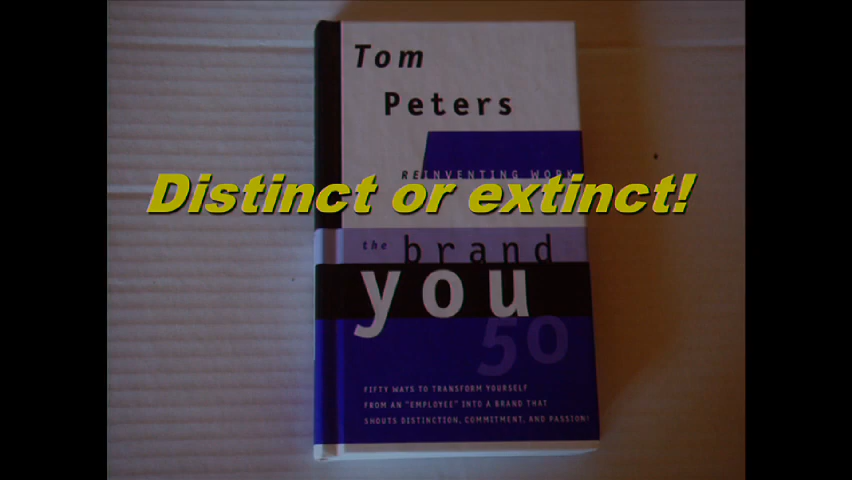 Tom
Peters
REINVENTING WORK
Distinct or extinct!
the brand
you
50
FIFTY WAYS TO TRANSFORM YOURSELF
FROM AN "EMPLOYEE" INTO A BRAND THAT
SHOUTS DISTINCTION, COMMITMENT, AND PASSION!